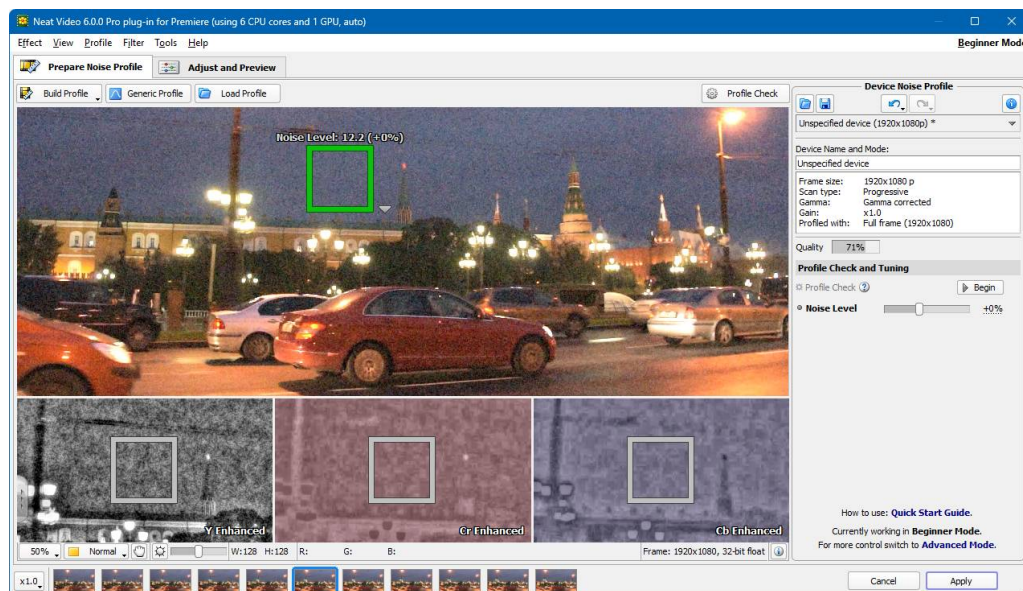 Neat Video 6.0.0 Pro plug-in for Premiere (using 6 CPU cores and 1 GPU, auto)
Effect View Profile Filter Tools Help Beginner Mode
Prepare Noise Profile Adjust and Preview
Build Profile Generic Profile Load Profile Profile Check
Noise Level: 12.2 (+0%)
Y Enhanced Cr Enhanced Cb Enhanced
50% Normal W:128 H:128 R: G: B: Frame: 1920x1080, 32-bit float
x1.0
Device Noise Profile
Unspecified device (1920x1080p) *
Device Name and Mode:
Unspecified device
Frame size: 1920x1080 p
Scan type: Progressive
Gamma: Gamma corrected
Gain: x1.0
Profiled with: Full frame (1920x1080)
Quality 71%
Profile Check and Tuning
Profile Check Begin
Noise Level +0%
How to use: Quick Start Guide.
Currently working in Beginner Mode.
For more control switch to Advanced Mode.
Cancel Apply